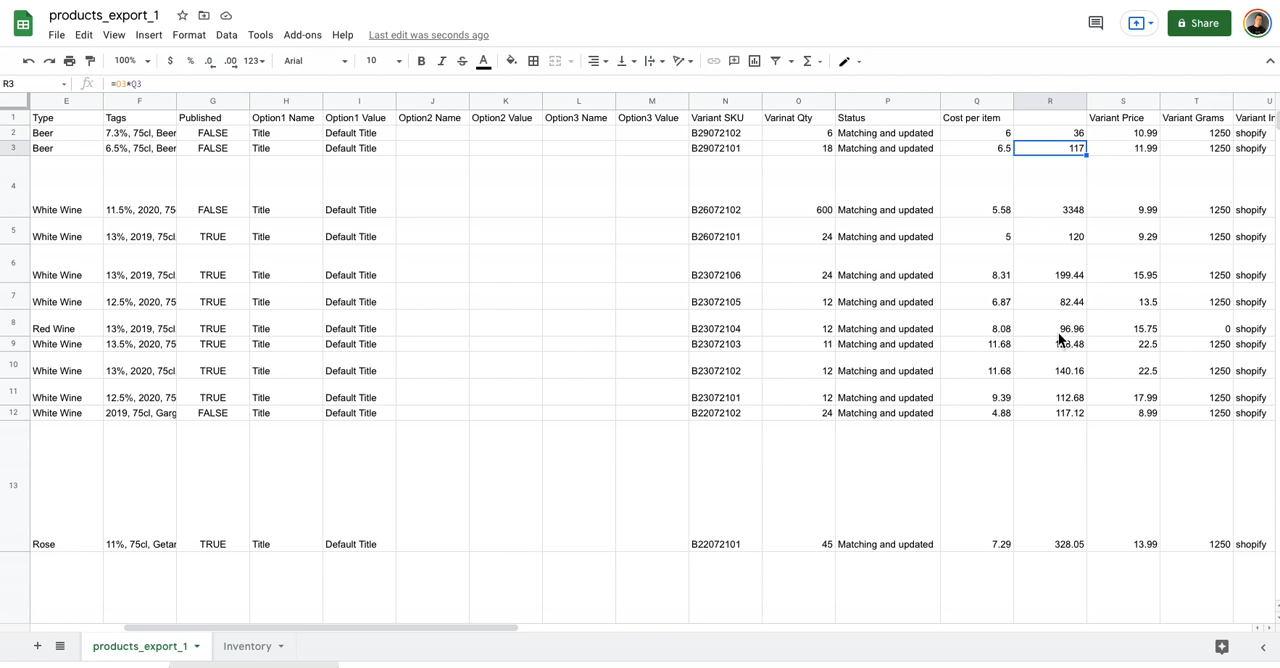 products_export_1
File Edit View Insert Format Data Tools Add-ons Help Last edit was seconds ago
Share
100% $ % .0 .00 123 Arial 10 B I S A
R3 fx =O3*Q3
E F G H I J K L M N O P Q R S T U
1 Type Tags Published Option1 Name Option1 Value Option2 Name Option2 Value Option3 Name Option3 Value Variant SKU Varinat Qty Status Cost per item Variant Price Variant Grams Variant In
2 Beer 7.3%, 75cl, Beer FALSE Title Default Title B29072102 6 Matching and updated 6 36 10.99 1250 shopify
3 Beer 6.5%, 75cl, Beer FALSE Title Default Title B29072101 18 Matching and updated 6.5 117 11.99 1250 shopify
4 White Wine 11.5%, 2020, 75 FALSE Title Default Title B26072102 600 Matching and updated 5.58 3348 9.99 1250 shopify
5 White Wine 13%, 2019, 75cl TRUE Title Default Title B26072101 24 Matching and updated 5 120 9.29 1250 shopify
6 White Wine 13%, 2019, 75cl TRUE Title Default Title B23072106 24 Matching and updated 8.31 199.44 15.95 1250 shopify
7 White Wine 12.5%, 2020, 75 TRUE Title Default Title B23072105 12 Matching and updated 6.87 82.44 13.5 1250 shopify
8 Red Wine 13%, 2019, 75cl TRUE Title Default Title B23072104 12 Matching and updated 8.08 96.96 15.75 0 shopify
9 White Wine 13.5%, 2020, 75 TRUE Title Default Title B23072103 11 Matching and updated 11.68 22.5 1250 shopify
10 White Wine 13%, 2020, 75cl TRUE Title Default Title B23072102 12 Matching and updated 11.68 140.16 22.5 1250 shopify
11 White Wine 12.5%, 2020, 75 TRUE Title Default Title B23072101 12 Matching and updated 9.39 112.68 17.99 1250 shopify
12 White Wine 2019, 75cl, Garg FALSE Title Default Title B22072102 24 Matching and updated 4.88 117.12 8.99 1250 shopify
13 Rose 11%, 75cl, Getar TRUE Title Default Title B22072101 45 Matching and updated 7.29 328.05 13.99 1250 shopify
products_export_1 Inventory